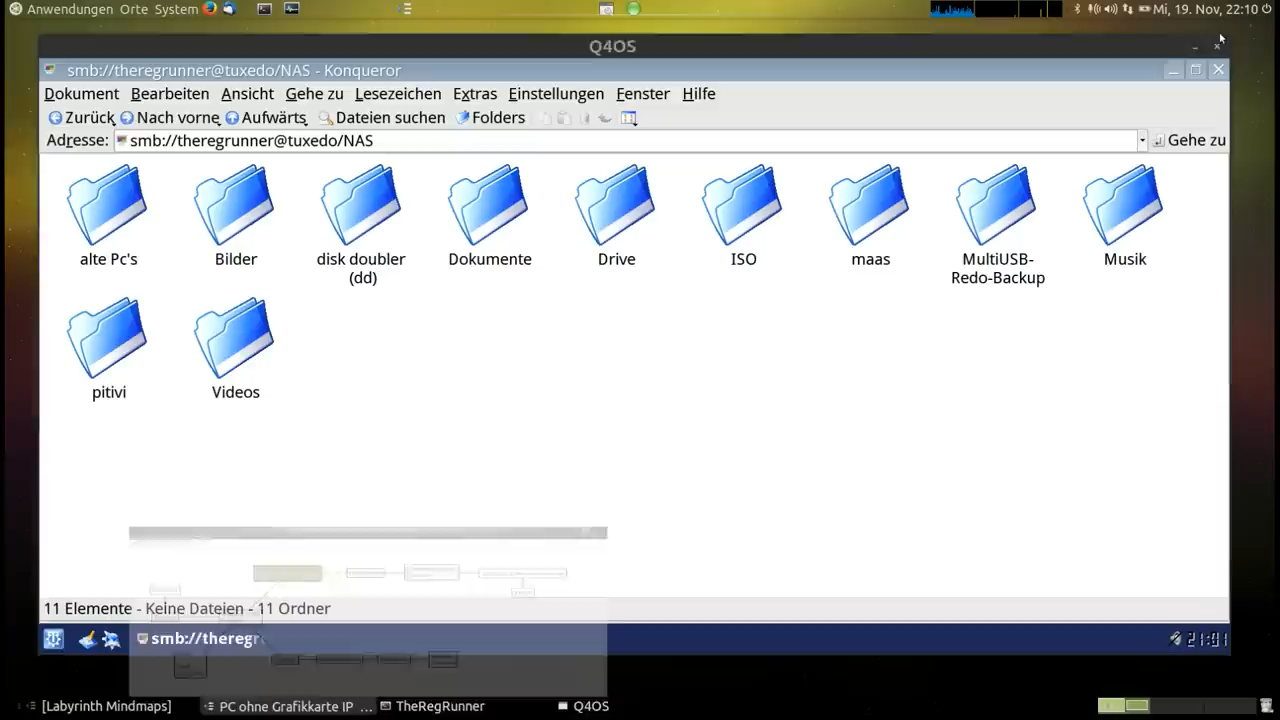 Anwendungen Orte System Mi, 19. Nov, 22:10
Q4OS
smb://theregrunner@tuxedo/NAS - Konqueror
Dokument Bearbeiten Ansicht Gehe zu Lesezeichen Extras Einstellungen Fenster Hilfe
Zurück Nach vorne Aufwärts Dateien suchen Folders
Adresse: smb://theregrunner@tuxedo/NAS Gehe zu
alte Pc's Bilder disk doubler (dd) Dokumente Drive ISO maas MultiUSB-Redo-Backup Musik
pitivi Videos
11 Elemente - Keine Dateien - 11 Ordner
smb://theregr 21:01
[Labyrinth Mindmaps] PC ohne Grafikkarte IP ... TheRegRunner Q4OS